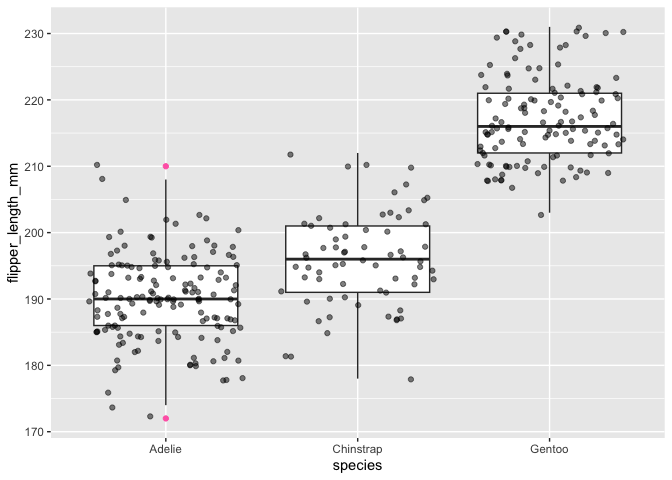 230
220
210
200
190
180
170
flipper_length_mm
Adelie
Chinstrap
Gentoo
species